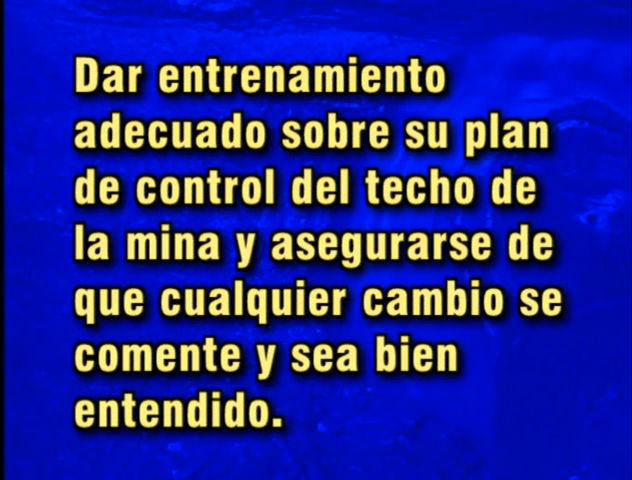 Dar entrenamiento
adecuado sobre su plan
de control del techo de
la mina y asegurarse de
que cualquier cambio se
comente y sea bien
entendido.